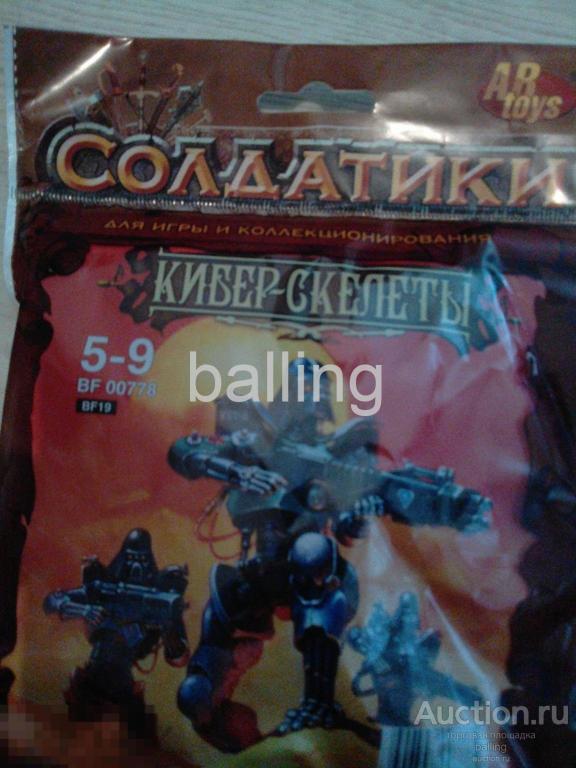 AB
toys
СОЛДАТИКИ
ДЛЯ ИГРЫ И КОЛЛЕКЦИОНИРОВАНИЯ
КИБЕР-СКЕЛЕТЫ
5-9
BF 00778
BF19
balling
Auction.ru
торговая площадка
balling
auction.ru